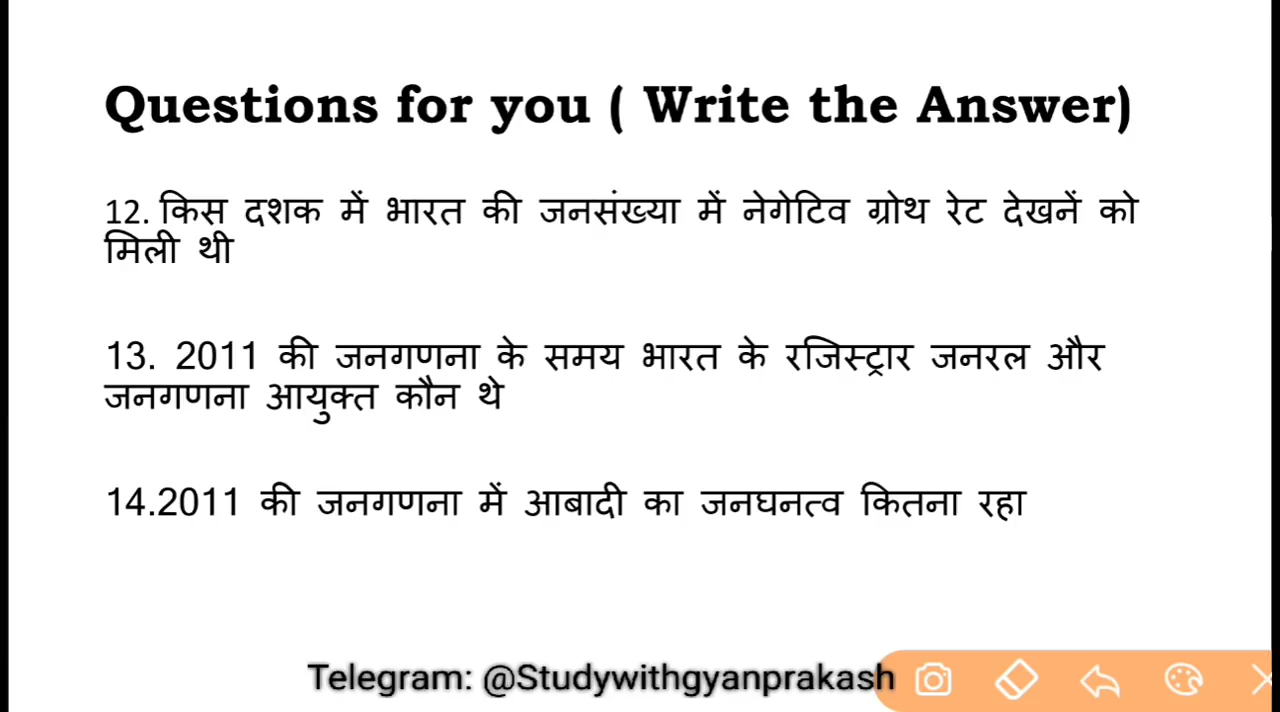 Questions for you ( Write the Answer)
12. किस दशक में भारत की जनसंख्या में नेगेटिव ग्रोथ रेट देखनें को
मिली थी
13. 2011 की जनगणना के समय भारत के रजिस्ट्रार जनरल और
जनगणना आयुक्त कौन थे
14.2011 की जनगणना में आबादी का जनघनत्व कितना रहा
Telegram: @Studywithgyanprakash